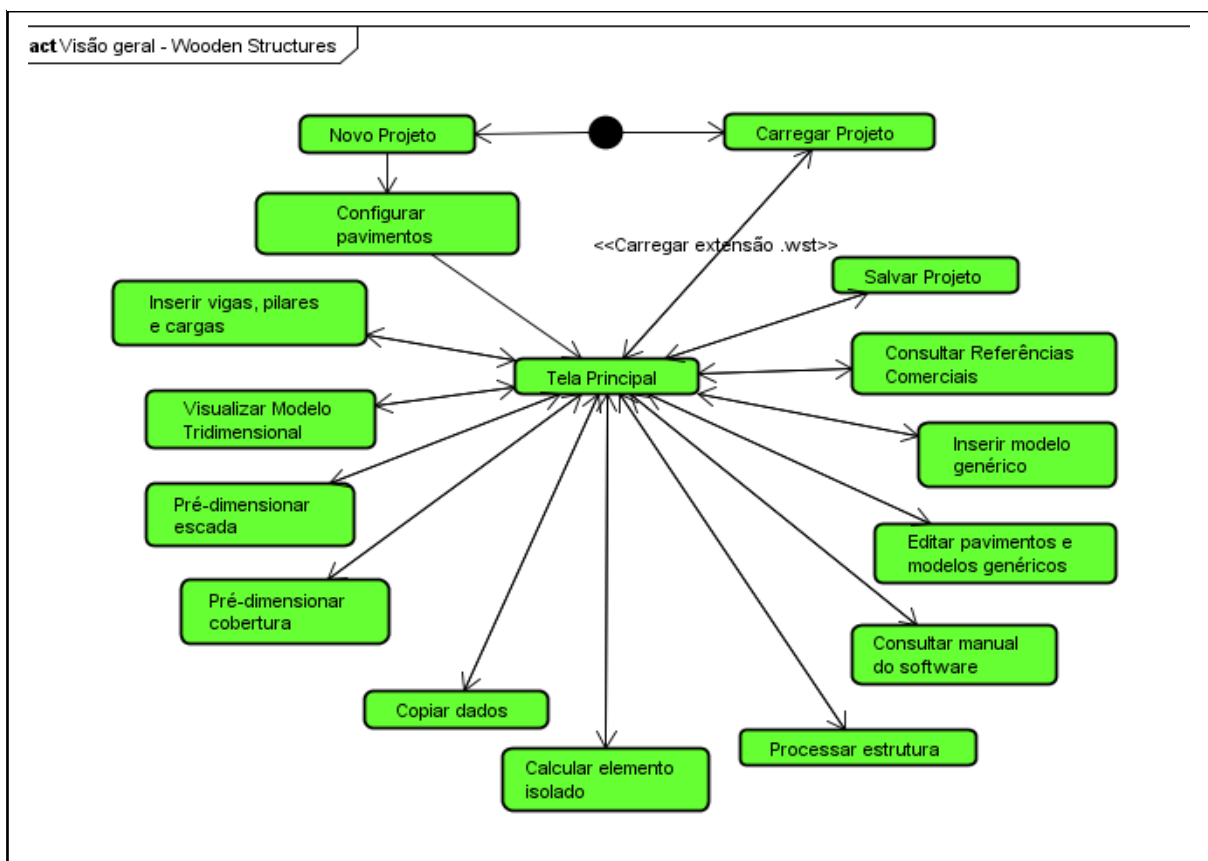 act Visão geral - Wooden Structures
Novo Projeto
Carregar Projeto
Configurar
pavimentos
<<Carregar extensão .wst>>
Salvar Projeto
Inserir vigas, pilares
e cargas
Consultar Referências
Comerciais
Tela Principal
Visualizar Modelo
Tridimensional
Inserir modelo
genérico
Pré-dimensionar
escada
Editar pavimentos e
modelos genéricos
Pré-dimensionar
cobertura
Consultar manual
do software
Copiar dados
Processar estrutura
Calcular elemento
isolado